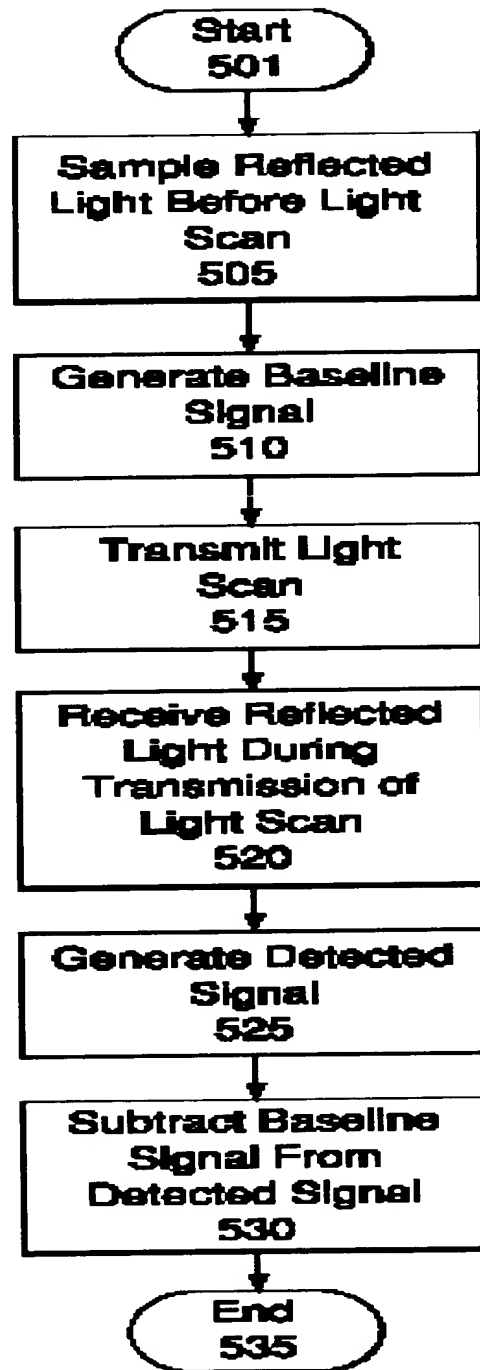 Start
501
Sample Reflected
Light Before Light
Scan
505
Generate Baseline
Signal
510
Transmit Light
Scan
515
Receive Reflected
Light During
Transmission of
Light Scan
520
Generate Detected
Signal
525
Subtract Baseline
Signal From
Detected Signal
530
End
535